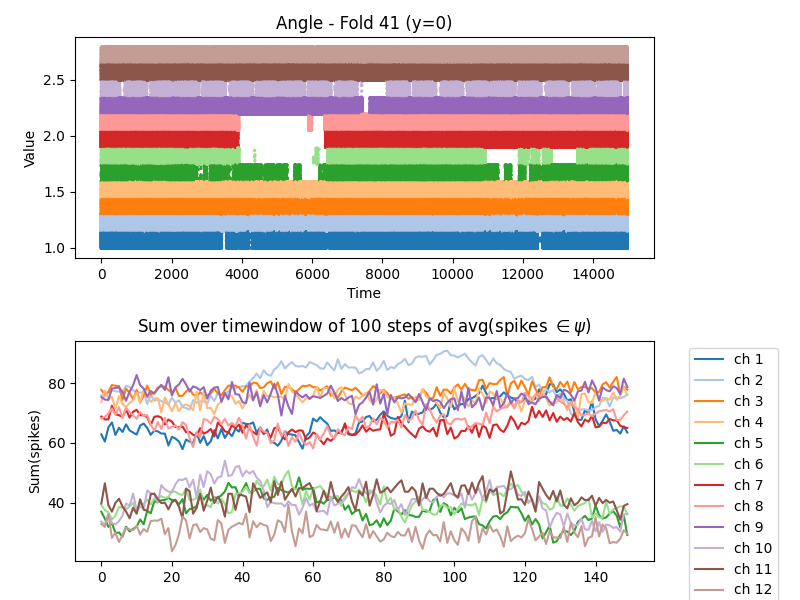 Angle - Fold 41 (y=0)
Value
2.5
2.0
1.5
1.0
0 2000 4000 6000 8000 10000 12000 14000
Time
Sum over timewindow of 100 steps of avg(spikes ∈ ψ)
Sum(spikes)
80
60
40
0 20 40 60 80 100 120 140
ch 1
ch 2
ch 3
ch 4
ch 5
ch 6
ch 7
ch 8
ch 9
ch 10
ch 11
ch 12